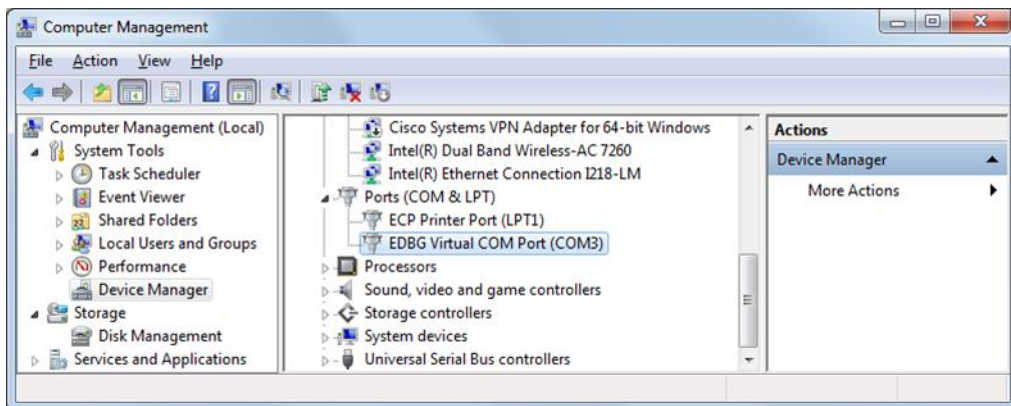 Computer Management
File Action View Help
Computer Management (Local)
System Tools
Task Scheduler
Event Viewer
Shared Folders
Local Users and Groups
Performance
Device Manager
Storage
Disk Management
Services and Applications
Cisco Systems VPN Adapter for 64-bit Windows
Intel(R) Dual Band Wireless-AC 7260
Intel(R) Ethernet Connection I218-LM
Ports (COM & LPT)
ECP Printer Port (LPT1)
EDBG Virtual COM Port (COM3)
Processors
Sound, video and game controllers
Storage controllers
System devices
Universal Serial Bus controllers
Actions
Device Manager
More Actions